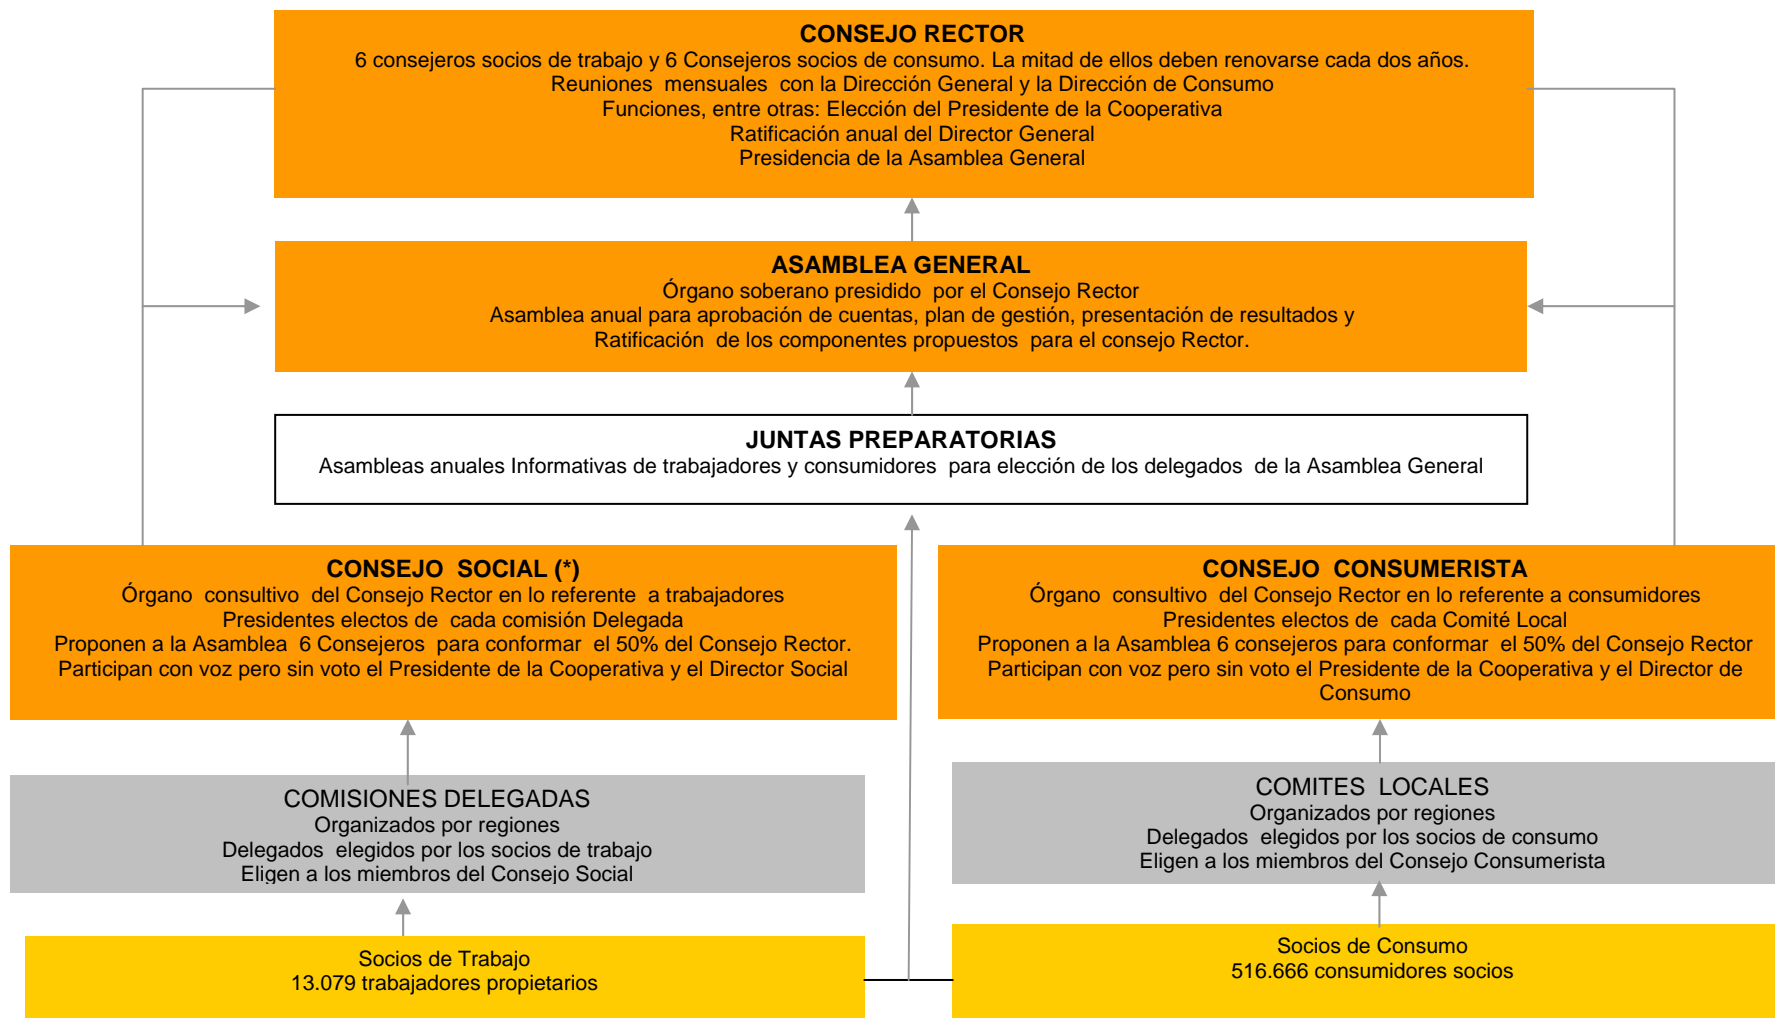 CONSEJO RECTOR
6 consejeros socios de trabajo y 6 Consejeros socios de consumo. La mitad de ellos deben renovarse cada dos años.
Reuniones mensuales con la Dirección General y la Dirección de Consumo
Funciones, entre otras: Elección del Presidente de la Cooperativa
Ratificación anual del Director General
Presidencia de la Asamblea General
ASAMBLEA GENERAL
Órgano soberano presidido por el Consejo Rector
Asamblea anual para aprobación de cuentas, plan de gestión, presentación de resultados y
Ratificación de los componentes propuestos para el consejo Rector.
JUNTAS PREPARATORIAS
Asambleas anuales Informativas de trabajadores y consumidores para elección de los delegados de la Asamblea General
CONSEJO SOCIAL (*)
Órgano consultivo del Consejo Rector en lo referente a trabajadores
Presidentes electos de cada comisión Delegada
Proponen a la Asamblea 6 Consejeros para conformar el 50% del Consejo Rector.
Participan con voz pero sin voto el Presidente de la Cooperativa y el Director Social
CONSEJO CONSUMERISTA
Órgano consultivo del Consejo Rector en lo referente a consumidores
Presidentes electos de cada Comité Local
Proponen a la Asamblea 6 consejeros para conformar el 50% del Consejo Rector
Participan con voz pero sin voto el Presidente de la Cooperativa y el Director de
Consumo
COMISIONES DELEGADAS
Organizados por regiones
Delegados elegidos por los socios de trabajo
Eligen a los miembros del Consejo Social
COMITES LOCALES
Organizados por regiones
Delegados elegidos por los socios de consumo
Eligen a los miembros del Consejo Consumerista
Socios de Trabajo
13.079 trabajadores propietarios
Socios de Consumo
516.666 consumidores socios